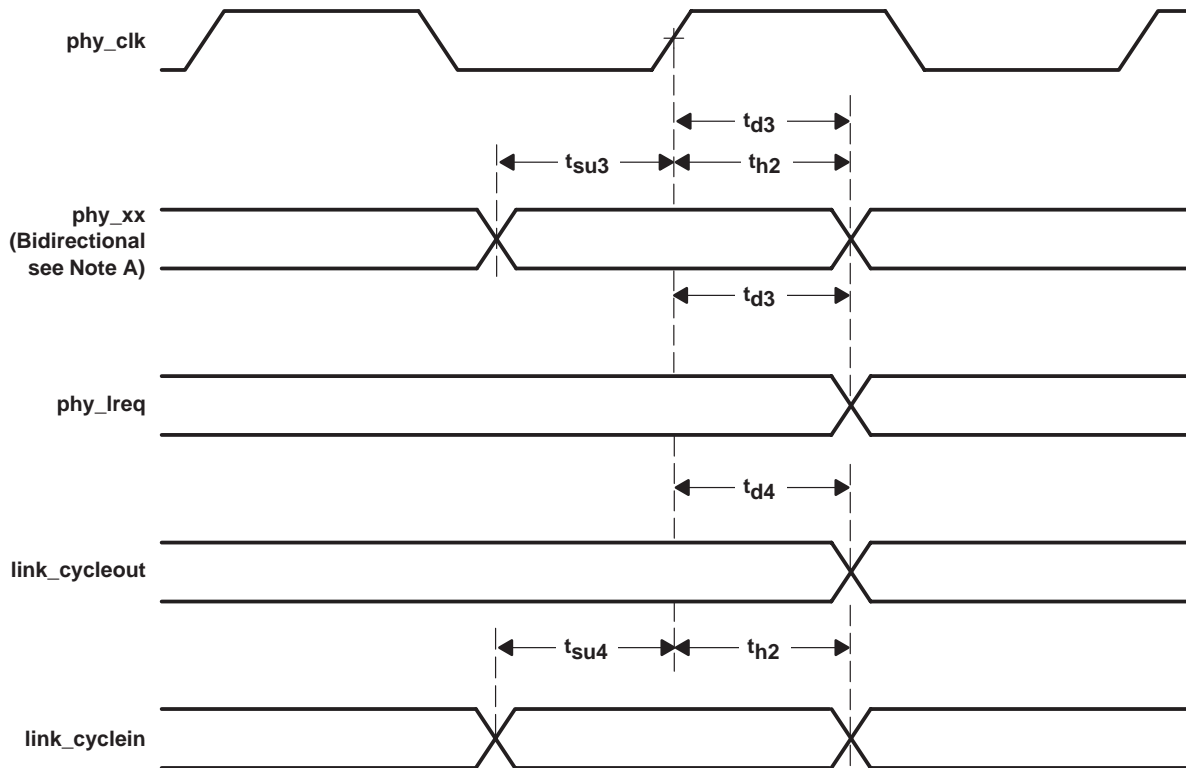 phy_clk
td3
tsu3
th2
phy_xx
(Bidirectional
see Note A)
td3
phy_lreq
td4
link_cycleout
tsu4
th2
link_cyclein